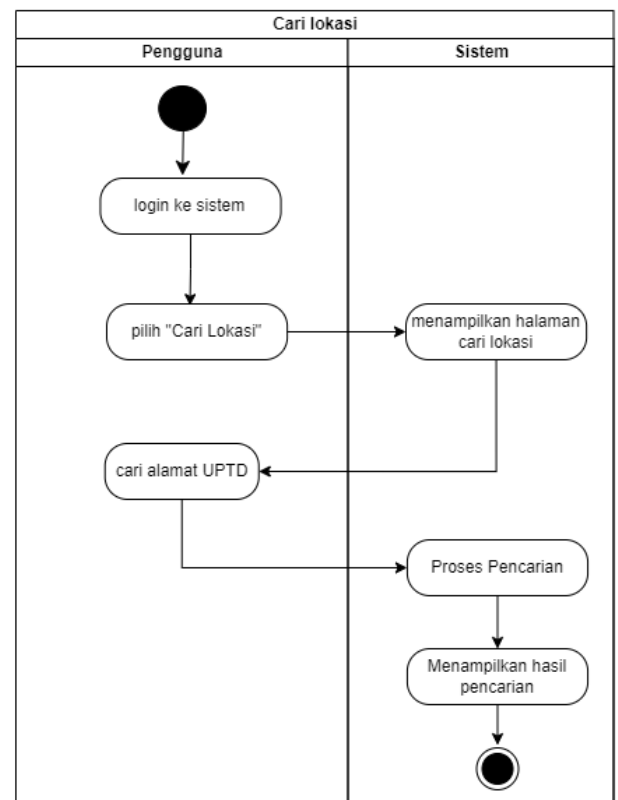 Cari lokasi
Pengguna
Sistem
login ke sistem
pilih "Cari Lokasi"
menampilkan halaman
cari lokasi
cari alamat UPTD
Proses Pencarian
Menampilkan hasil
pencarian